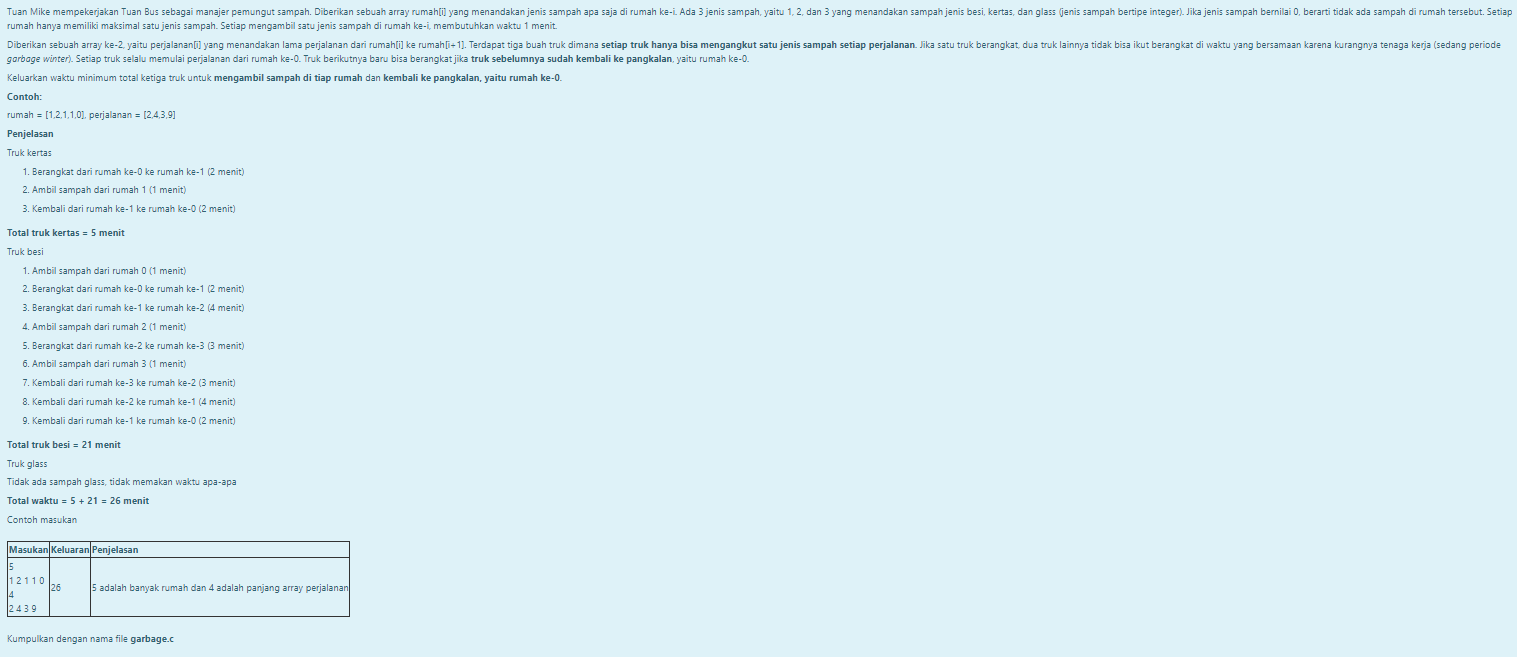 Tuan Mike mempekerjakan Tuan Bus sebagai manajer pemungut sampah. Diberikan sebuah array rumah[i] yang menandakan jenis sampah apa saja di rumah ke-i. Ada 3 jenis sampah, yaitu 1, 2, dan 3 yang menandakan sampah jenis besi, kertas, dan glass (jenis sampah bertipe integer). Jika jenis sampah bernilai 0, berarti tidak ada sampah di rumah tersebut. Setiap
rumah hanya memiliki maksimal satu jenis sampah. Setiap mengambil satu jenis sampah di rumah ke-i, membutuhkan waktu 1 menit.
Diberikan sebuah array ke-2, yaitu perjalanan[i] yang menandakan lama perjalanan dari rumah[i] ke rumah[i+1]. Terdapat tiga buah truk dimana setiap truk hanya bisa mengangkut satu jenis sampah setiap perjalanan. Jika satu truk berangkat, dua truk lainnya tidak bisa ikut berangkat di waktu yang bersamaan karena kurangnya tenaga kerja (sedang periode
garbage winter). Setiap truk selalu memulai perjalanan dari rumah ke-0. Truk berikutnya baru bisa berangkat jika truk sebelumnya sudah kembali ke pangkalan, yaitu rumah ke-0.
Keluarkan waktu minimum total ketiga truk untuk mengambil sampah di tiap rumah dan kembali ke pangkalan, yaitu rumah ke-0.
Contoh:
rumah = [1,2,1,1,0], perjalanan = [2,4,3,9]
Penjelasan
Truk kertas
1. Berangkat dari rumah ke-0 ke rumah ke-1 (2 menit)
2. Ambil sampah dari rumah 1 (1 menit)
3. Kembali dari rumah ke-1 ke rumah ke-0 (2 menit)
Total truk kertas = 5 menit
Truk besi
1. Ambil sampah dari rumah 0 (1 menit)
2. Berangkat dari rumah ke-0 ke rumah ke-1 (2 menit)
3. Berangkat dari rumah ke-1 ke rumah ke-2 (4 menit)
4. Ambil sampah dari rumah 2 (1 menit)
5. Berangkat dari rumah ke-2 ke rumah ke-3 (3 menit)
6. Ambil sampah dari rumah 3 (1 menit)
7. Kembali dari rumah ke-3 ke rumah ke-2 (3 menit)
8. Kembali dari rumah ke-2 ke rumah ke-1 (4 menit)
9. Kembali dari rumah ke-1 ke rumah ke-0 (2 menit)
Total truk besi = 21 menit
Truk glass
Tidak ada sampah glass, tidak memakan waktu apa-apa
Total waktu = 5 + 21 = 26 menit
Contoh masukan
Masukan Keluaran Penjelasan
5
1 2 1 1 0
4
2 4 3 9
26
5 adalah banyak rumah dan 4 adalah panjang array perjalanan
Kumpulkan dengan nama file garbage.c